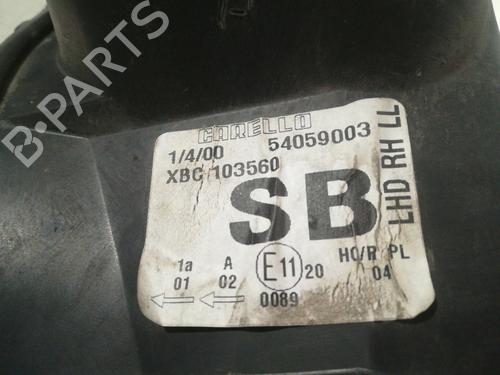 B-PARTS
CARELLO
1/4/00 54059003
XBC 103560
SB
LHD RH LL
1a A E11 20 HC/R PL
01 02 0089 04